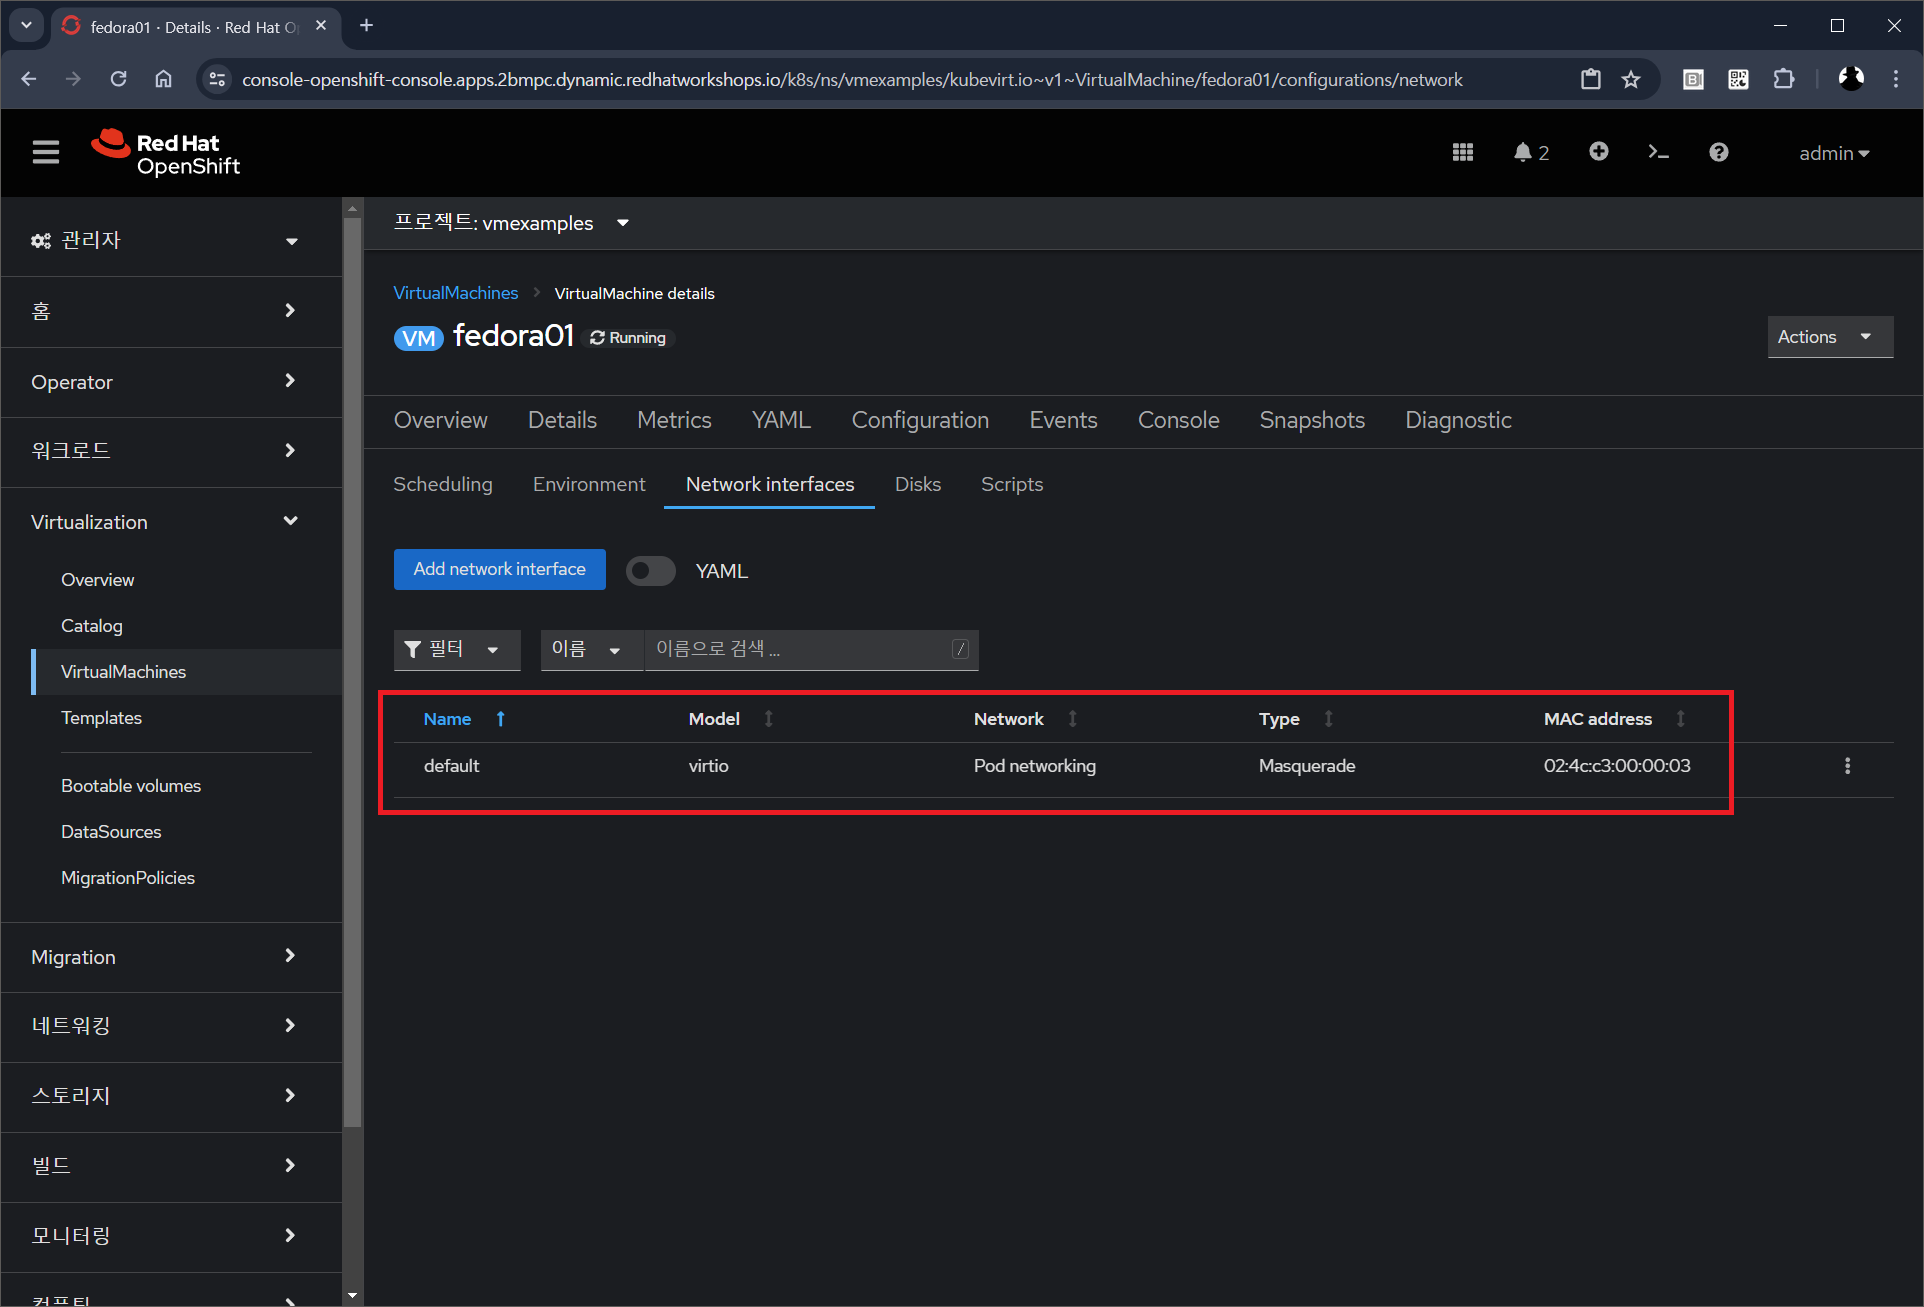 fedora01 · Details · Red Hat O
console-openshift-console.apps.2bmpc.dynamic.redhatworkshops.io/k8s/ns/vmexamples/kubevirt.io~v1~VirtualMachine/fedora01/configurations/network
Red Hat
OpenShift
2
admin
관리자
홈
Operator
워크로드
Virtualization
Overview
Catalog
VirtualMachines
Templates
Bootable volumes
DataSources
MigrationPolicies
Migration
네트워킹
스토리지
빌드
모니터링
컴퓨팅
프로젝트: vmexamples
VirtualMachines VirtualMachine details
VM fedora01 Running
Actions
Overview Details Metrics YAML Configuration Events Console Snapshots Diagnostic
Scheduling Environment Network interfaces Disks Scripts
Add network interface YAML
필터 이름 이름으로 검색 ... /
Name Model Network Type MAC address
default virtio Pod networking Masquerade 02:4c:c3:00:00:03